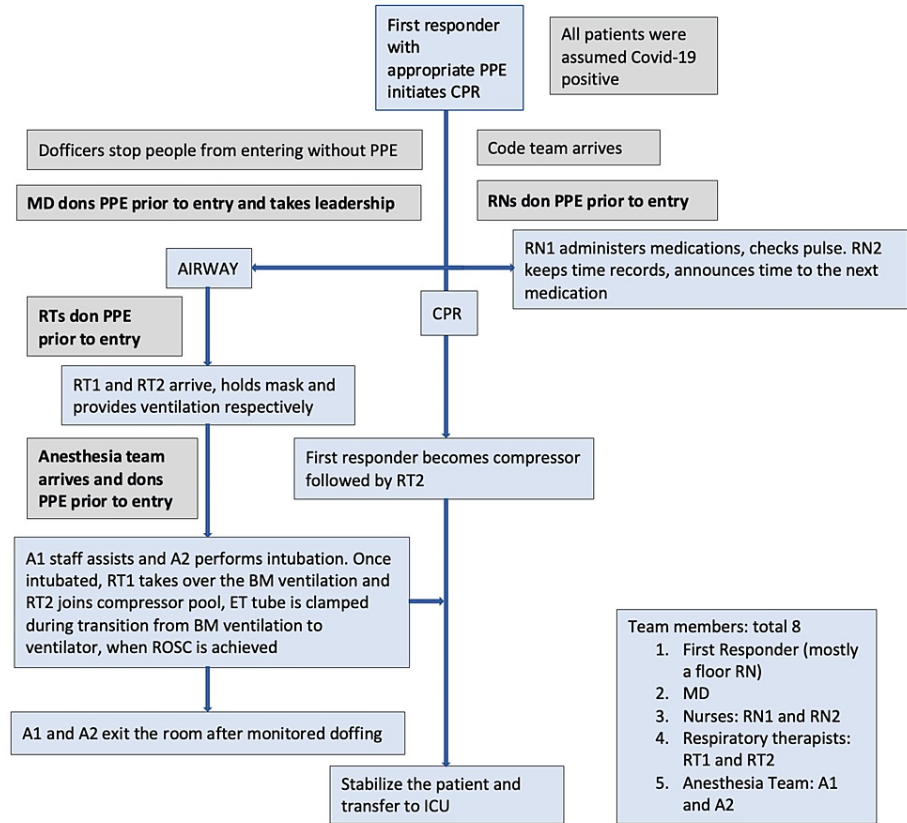 First responder
with
appropriate PPE
initiates CPR
All patients were
assumed Covid-19
positive
Dofficers stop people from entering without PPE
Code team arrives
MD dons PPE prior to entry and takes leadership
RNs don PPE prior to entry
AIRWAY
RN1 administers medications, checks pulse. RN2
keeps time records, announces time to the next
medication
CPR
RTs don PPE
prior to entry
RT1 and RT2 arrive, holds mask and
provides ventilation respectively
Anesthesia team
arrives and dons
PPE prior to entry
First responder becomes compressor
followed by RT2
A1 staff assists and A2 performs intubation. Once
intubated, RT1 takes over the BM ventilation and
RT2 joins compressor pool, ET tube is clamped
during transition from BM ventilation to
ventilator, when ROSC is achieved
A1 and A2 exit the room after monitored doffing
Stabilize the patient and
transfer to ICU
Team members: total 8
1. First Responder (mostly
a floor RN)
2. MD
3. Nurses: RN1 and RN2
4. Respiratory therapists:
RT1 and RT2
5. Anesthesia Team: A1
and A2